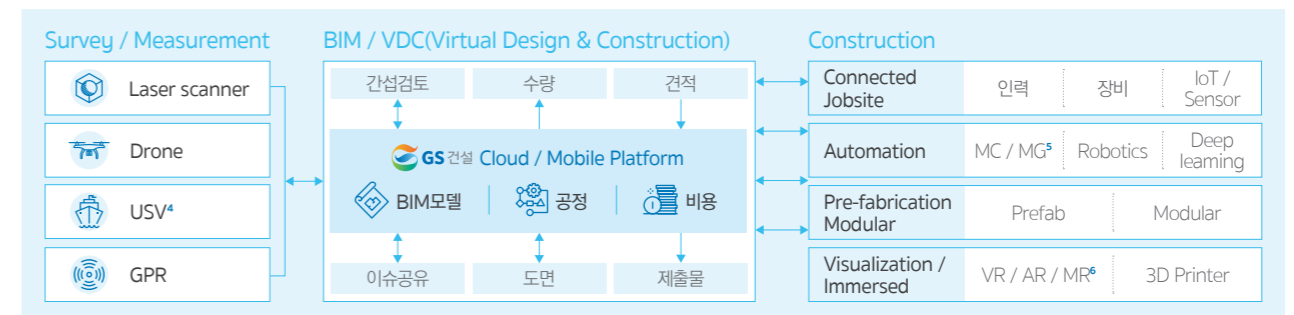 Survey / Measurement
Laser scanner
Drone
USV⁴
GPR
BIM / VDC(Virtual Design & Construction)
간섭검토 수량 견적
GS건설 Cloud / Mobile Platform
BIM모델 공정 비용
이슈공유 도면 제출물
Construction
Connected
Jobsite
인력 장비 IoT /
Sensor
Automation
MC / MG⁵ Robotics Deep
learning
Pre-fabrication
Modular
Prefab Modular
Visualization /
Immersed
VR / AR / MR⁶ 3D Printer